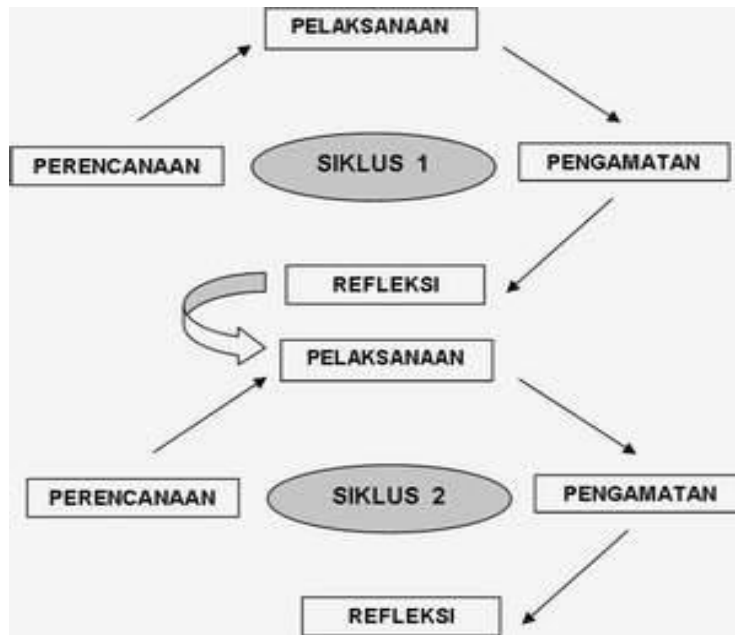 PELAKSANAAN
PERENCANAAN
SIKLUS 1
PENGAMATAN
REFLEKSI
PELAKSANAAN
PERENCANAAN
SIKLUS 2
PENGAMATAN
REFLEKSI